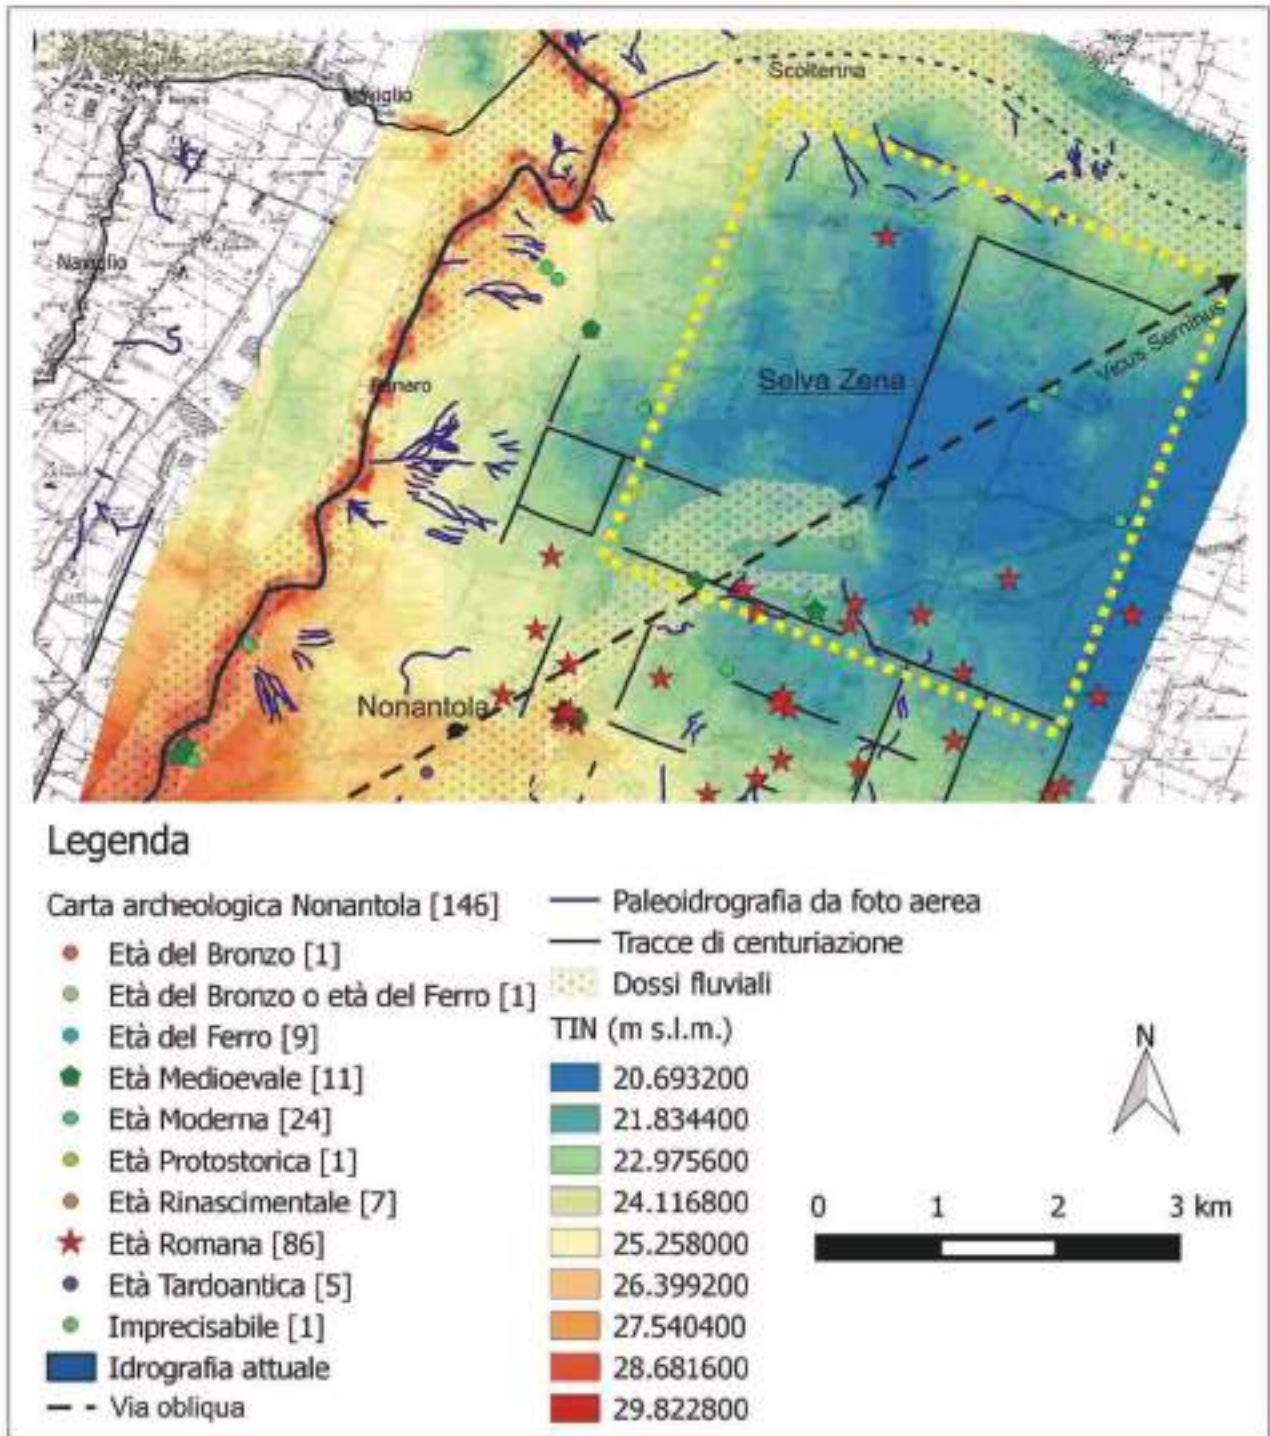 Scoltenna
Naviglio
Panaro
Selva Zena
Vicus Serninus
Nonantola
Legenda
Carta archeologica Nonantola [146]
Età del Bronzo [1]
Età del Bronzo o età del Ferro [1]
Età del Ferro [9]
Età Medioevale [11]
Età Moderna [24]
Età Protostorica [1]
Età Rinascimentale [7]
Età Romana [86]
Età Tardoantica [5]
Imprecisabile [1]
Idrografia attuale
Via obliqua
Paleoidrografia da foto aerea
Tracce di centuriazione
Dossi fluviali
TIN (m s.l.m.)
20.693200
21.834400
22.975600
24.116800
25.258000
26.399200
27.540400
28.681600
29.822800
N
0 1 2 3 km